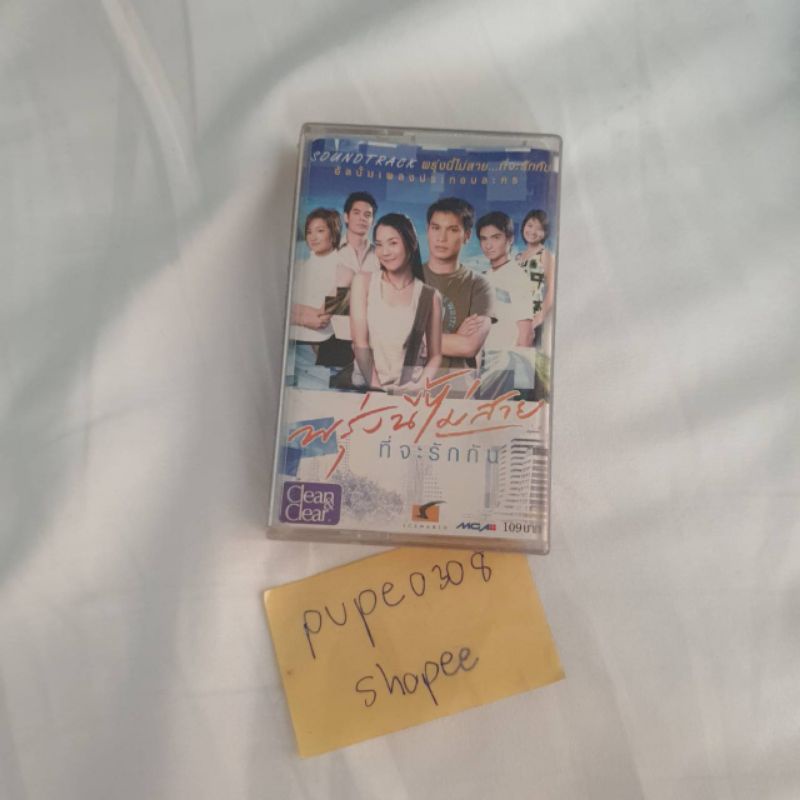 SOUNDTRACK พรุ่งนี้ไม่สาย...ที่จะรักกัน
อัลบั้มเพลงประกอบละคร
พรุ่งนี้ไม่สาย
ที่จะรักกัน
Clean &
Clear
SCENARIO MCA 109บาท
pupe0308
shopee